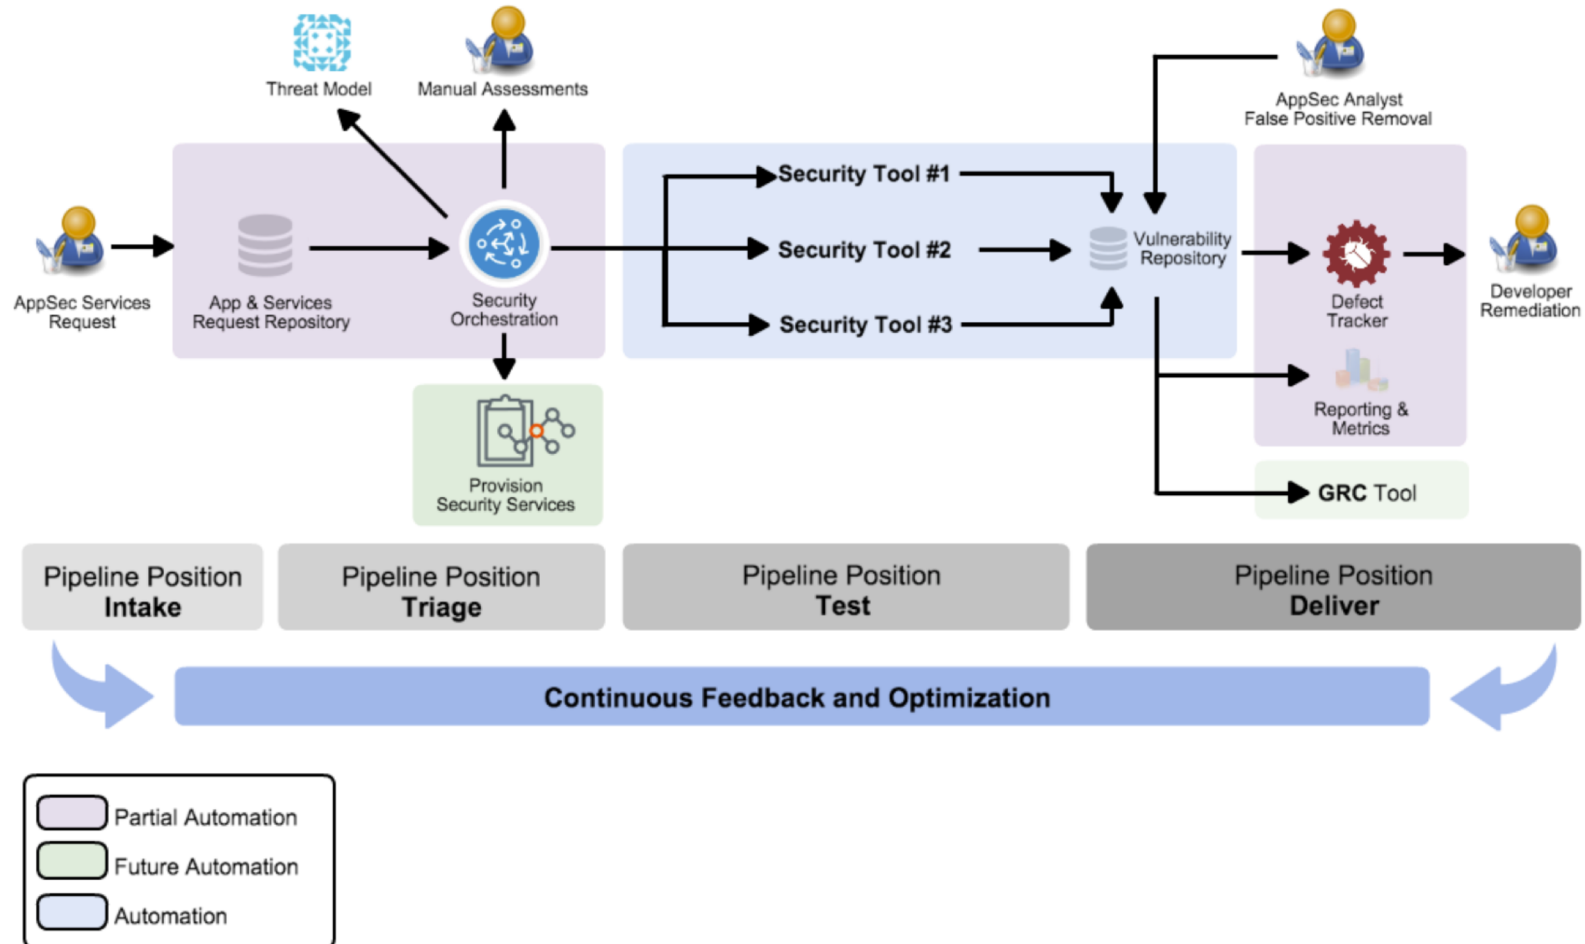 Threat Model
Manual Assessments
AppSec Analyst
False Positive Removal
AppSec Services
Request
App & Services
Request Repository
Security
Orchestration
Security Tool #1
Security Tool #2
Security Tool #3
Vulnerability
Repository
Defect
Tracker
Developer
Remediation
Reporting &
Metrics
Provision
Security Services
GRC Tool
Pipeline Position
Intake
Pipeline Position
Triage
Pipeline Position
Test
Pipeline Position
Deliver
Continuous Feedback and Optimization
Partial Automation
Future Automation
Automation